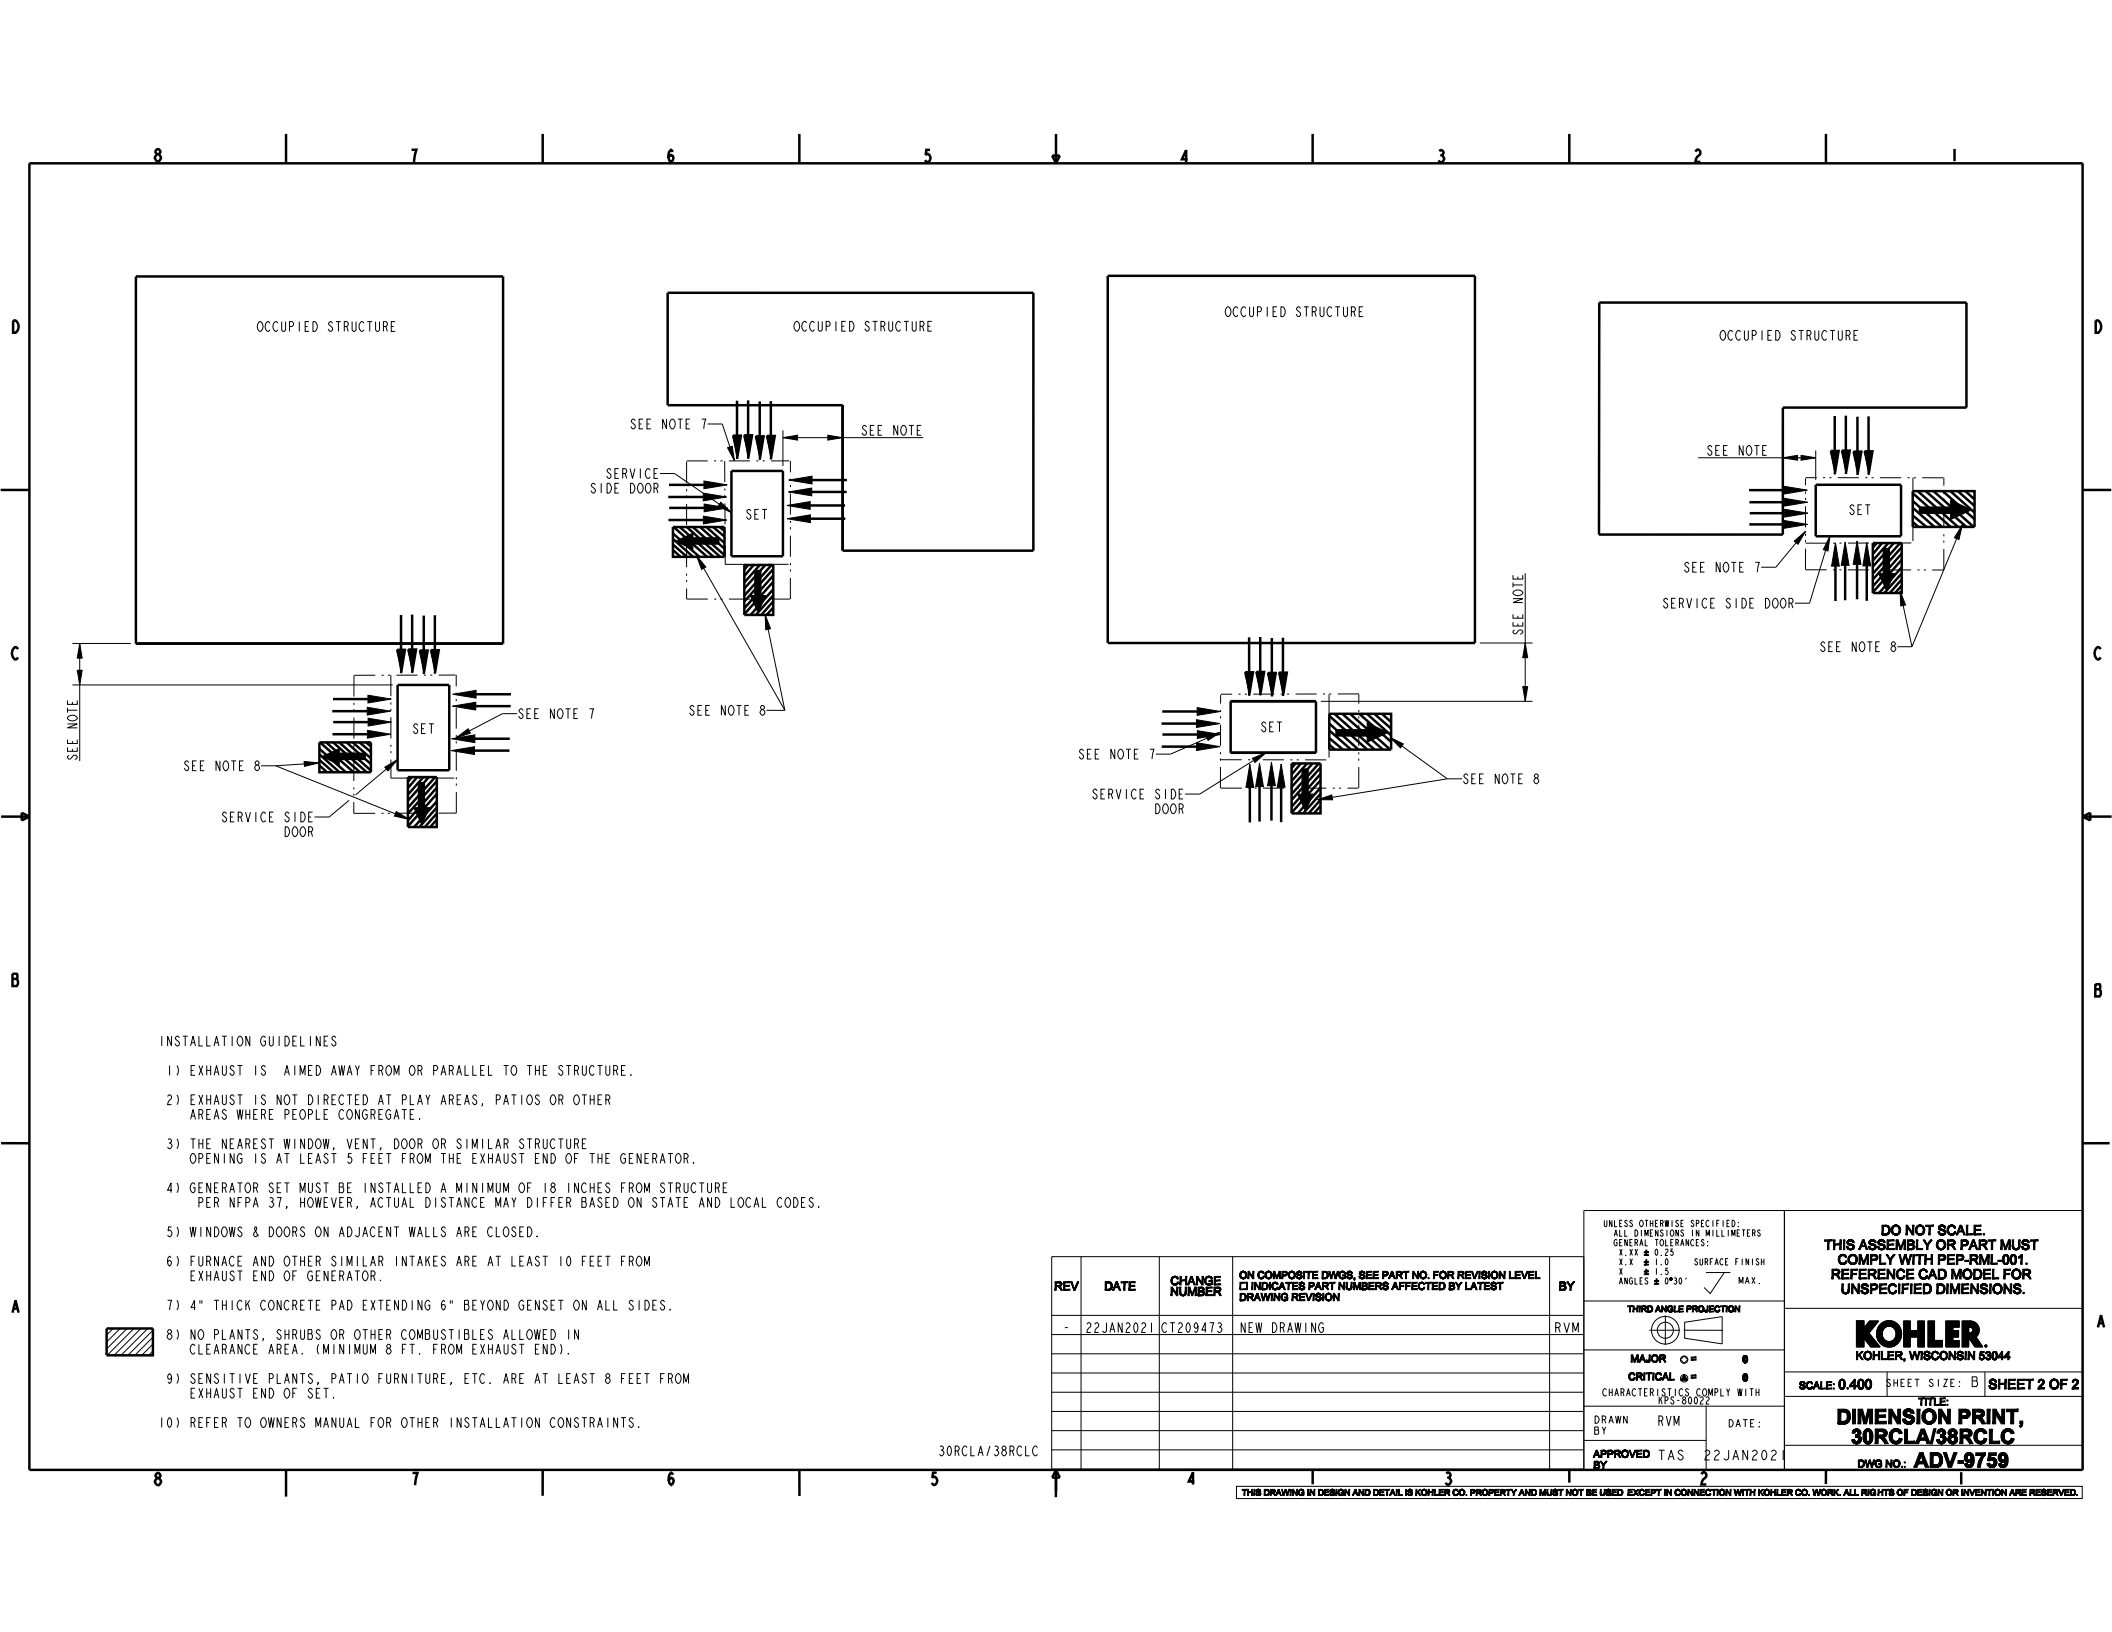 8 7 6 5 4 3 2 1
D
D
OCCUPIED STRUCTURE
OCCUPIED STRUCTURE
OCCUPIED STRUCTURE
OCCUPIED STRUCTURE
SEE NOTE 7
SEE NOTE
SERVICE
SIDE DOOR
SET
SEE NOTE 8
SEE NOTE
SET
SEE NOTE 7
SERVICE SIDE DOOR
SEE NOTE 8
C
C
SEE NOTE
SET
SEE NOTE 7
SEE NOTE 8
SERVICE SIDE
DOOR
SEE NOTE
SET
SEE NOTE 7
SERVICE SIDE
DOOR
SEE NOTE 8
B
B
INSTALLATION GUIDELINES
1) EXHAUST IS AIMED AWAY FROM OR PARALLEL TO THE STRUCTURE.
2) EXHAUST IS NOT DIRECTED AT PLAY AREAS, PATIOS OR OTHER
AREAS WHERE PEOPLE CONGREGATE.
3) THE NEAREST WINDOW, VENT, DOOR OR SIMILAR STRUCTURE
OPENING IS AT LEAST 5 FEET FROM THE EXHAUST END OF THE GENERATOR.
4) GENERATOR SET MUST BE INSTALLED A MINIMUM OF 18 INCHES FROM STRUCTURE
PER NFPA 37, HOWEVER, ACTUAL DISTANCE MAY DIFFER BASED ON STATE AND LOCAL CODES.
5) WINDOWS & DOORS ON ADJACENT WALLS ARE CLOSED.
6) FURNACE AND OTHER SIMILAR INTAKES ARE AT LEAST 10 FEET FROM
EXHAUST END OF GENERATOR.
7) 4" THICK CONCRETE PAD EXTENDING 6" BEYOND GENSET ON ALL SIDES.
8) NO PLANTS, SHRUBS OR OTHER COMBUSTIBLES ALLOWED IN
CLEARANCE AREA. (MINIMUM 8 FT. FROM EXHAUST END).
9) SENSITIVE PLANTS, PATIO FURNITURE, ETC. ARE AT LEAST 8 FEET FROM
EXHAUST END OF SET.
10) REFER TO OWNERS MANUAL FOR OTHER INSTALLATION CONSTRAINTS.
A
A
30RCLA/38RCLC
REV DATE CHANGE NUMBER ON COMPOSITE DWGS, SEE PART NO. FOR REVISION LEVEL
☐ INDICATES PART NUMBERS AFFECTED BY LATEST
DRAWING REVISION
BY
- 22JAN2021 CT209473 NEW DRAWING RVM
UNLESS OTHERWISE SPECIFIED:
ALL DIMENSIONS IN MILLIMETERS
GENERAL TOLERANCES:
X.XX ± 0.25
X.X ± 1.0
X ± 1.5
ANGLES ± 0°30'
SURFACE FINISH
MAX.
THIRD ANGLE PROJECTION
MAJOR ○= 0
CRITICAL = 0
CHARACTERISTICS COMPLY WITH
KPS-80022
DRAWN BY RVM DATE:
APPROVED BY TAS 22JAN2021
DO NOT SCALE.
THIS ASSEMBLY OR PART MUST
COMPLY WITH PEP-RML-001.
REFERENCE CAD MODEL FOR
UNSPECIFIED DIMENSIONS.
KOHLER.
KOHLER, WISCONSIN 53044
SCALE: 0.400 SHEET SIZE: B SHEET 2 OF 2
TITLE:
DIMENSION PRINT,
30RCLA/38RCLC
DWG NO.: ADV-9759
8 7 6 5 4 3 2 1
THIS DRAWING IN DESIGN AND DETAIL IS KOHLER CO. PROPERTY AND MUST NOT BE USED EXCEPT IN CONNECTION WITH KOHLER CO. WORK. ALL RIGHTS OF DESIGN OR INVENTION ARE RESERVED.